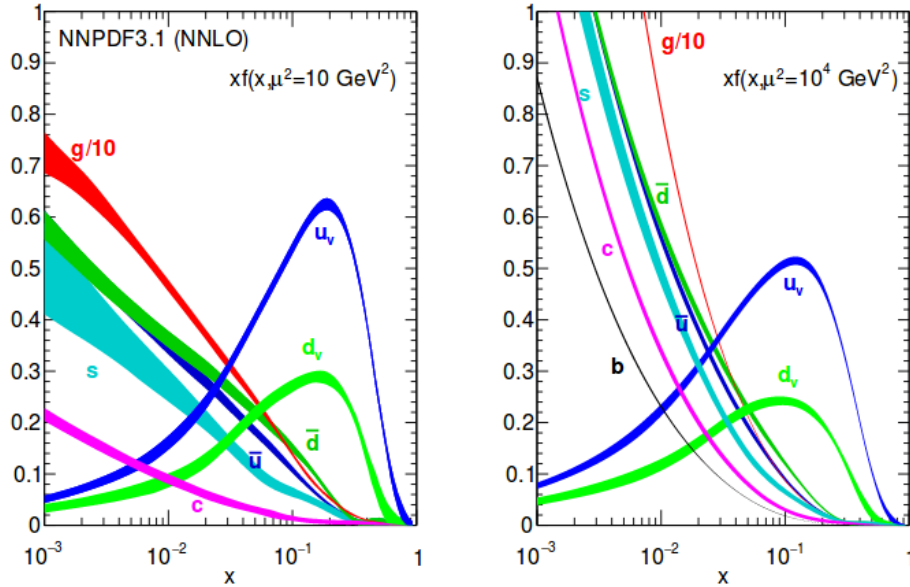 NNPDF3.1 (NNLO)
xf(x,μ²=10 GeV²)
g/10
u_v
d_v
s
d̅
u̅
c
1
0.9
0.8
0.7
0.6
0.5
0.4
0.3
0.2
0.1
0
10⁻³
10⁻²
10⁻¹
1
x
g/10
xf(x,μ²=10⁴ GeV²)
s
d̅
c
u_v
u̅
b
d_v
1
0.9
0.8
0.7
0.6
0.5
0.4
0.3
0.2
0.1
0
10⁻³
10⁻²
10⁻¹
1
x